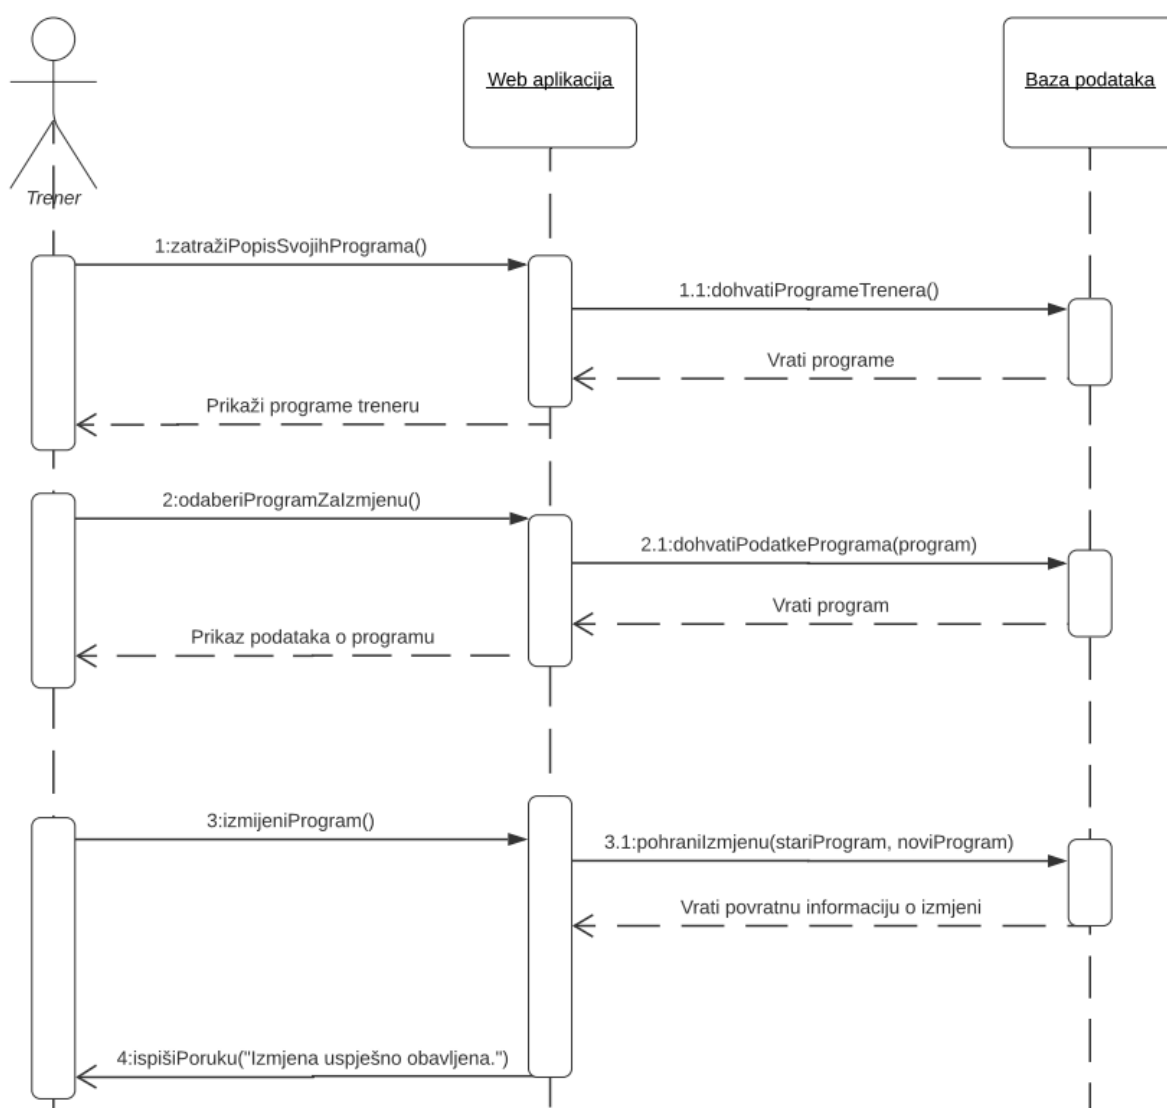 Web aplikacija
Baza podataka
Trener
1:zatražiPopisSvojihPrograma()
1.1:dohvatiProgrameTrenera()
Vrati programe
Prikaži programe treneru
2:odaberiProgramZaIzmjenu()
2.1:dohvatiPodatkePrograma(program)
Vrati program
Prikaz podataka o programu
3:izmijeniProgram()
3.1:pohraniIzmjenu(stariProgram, noviProgram)
Vrati povratnu informaciju o izmjeni
4:ispišiPoruku("Izmjena uspješno obavljena.")